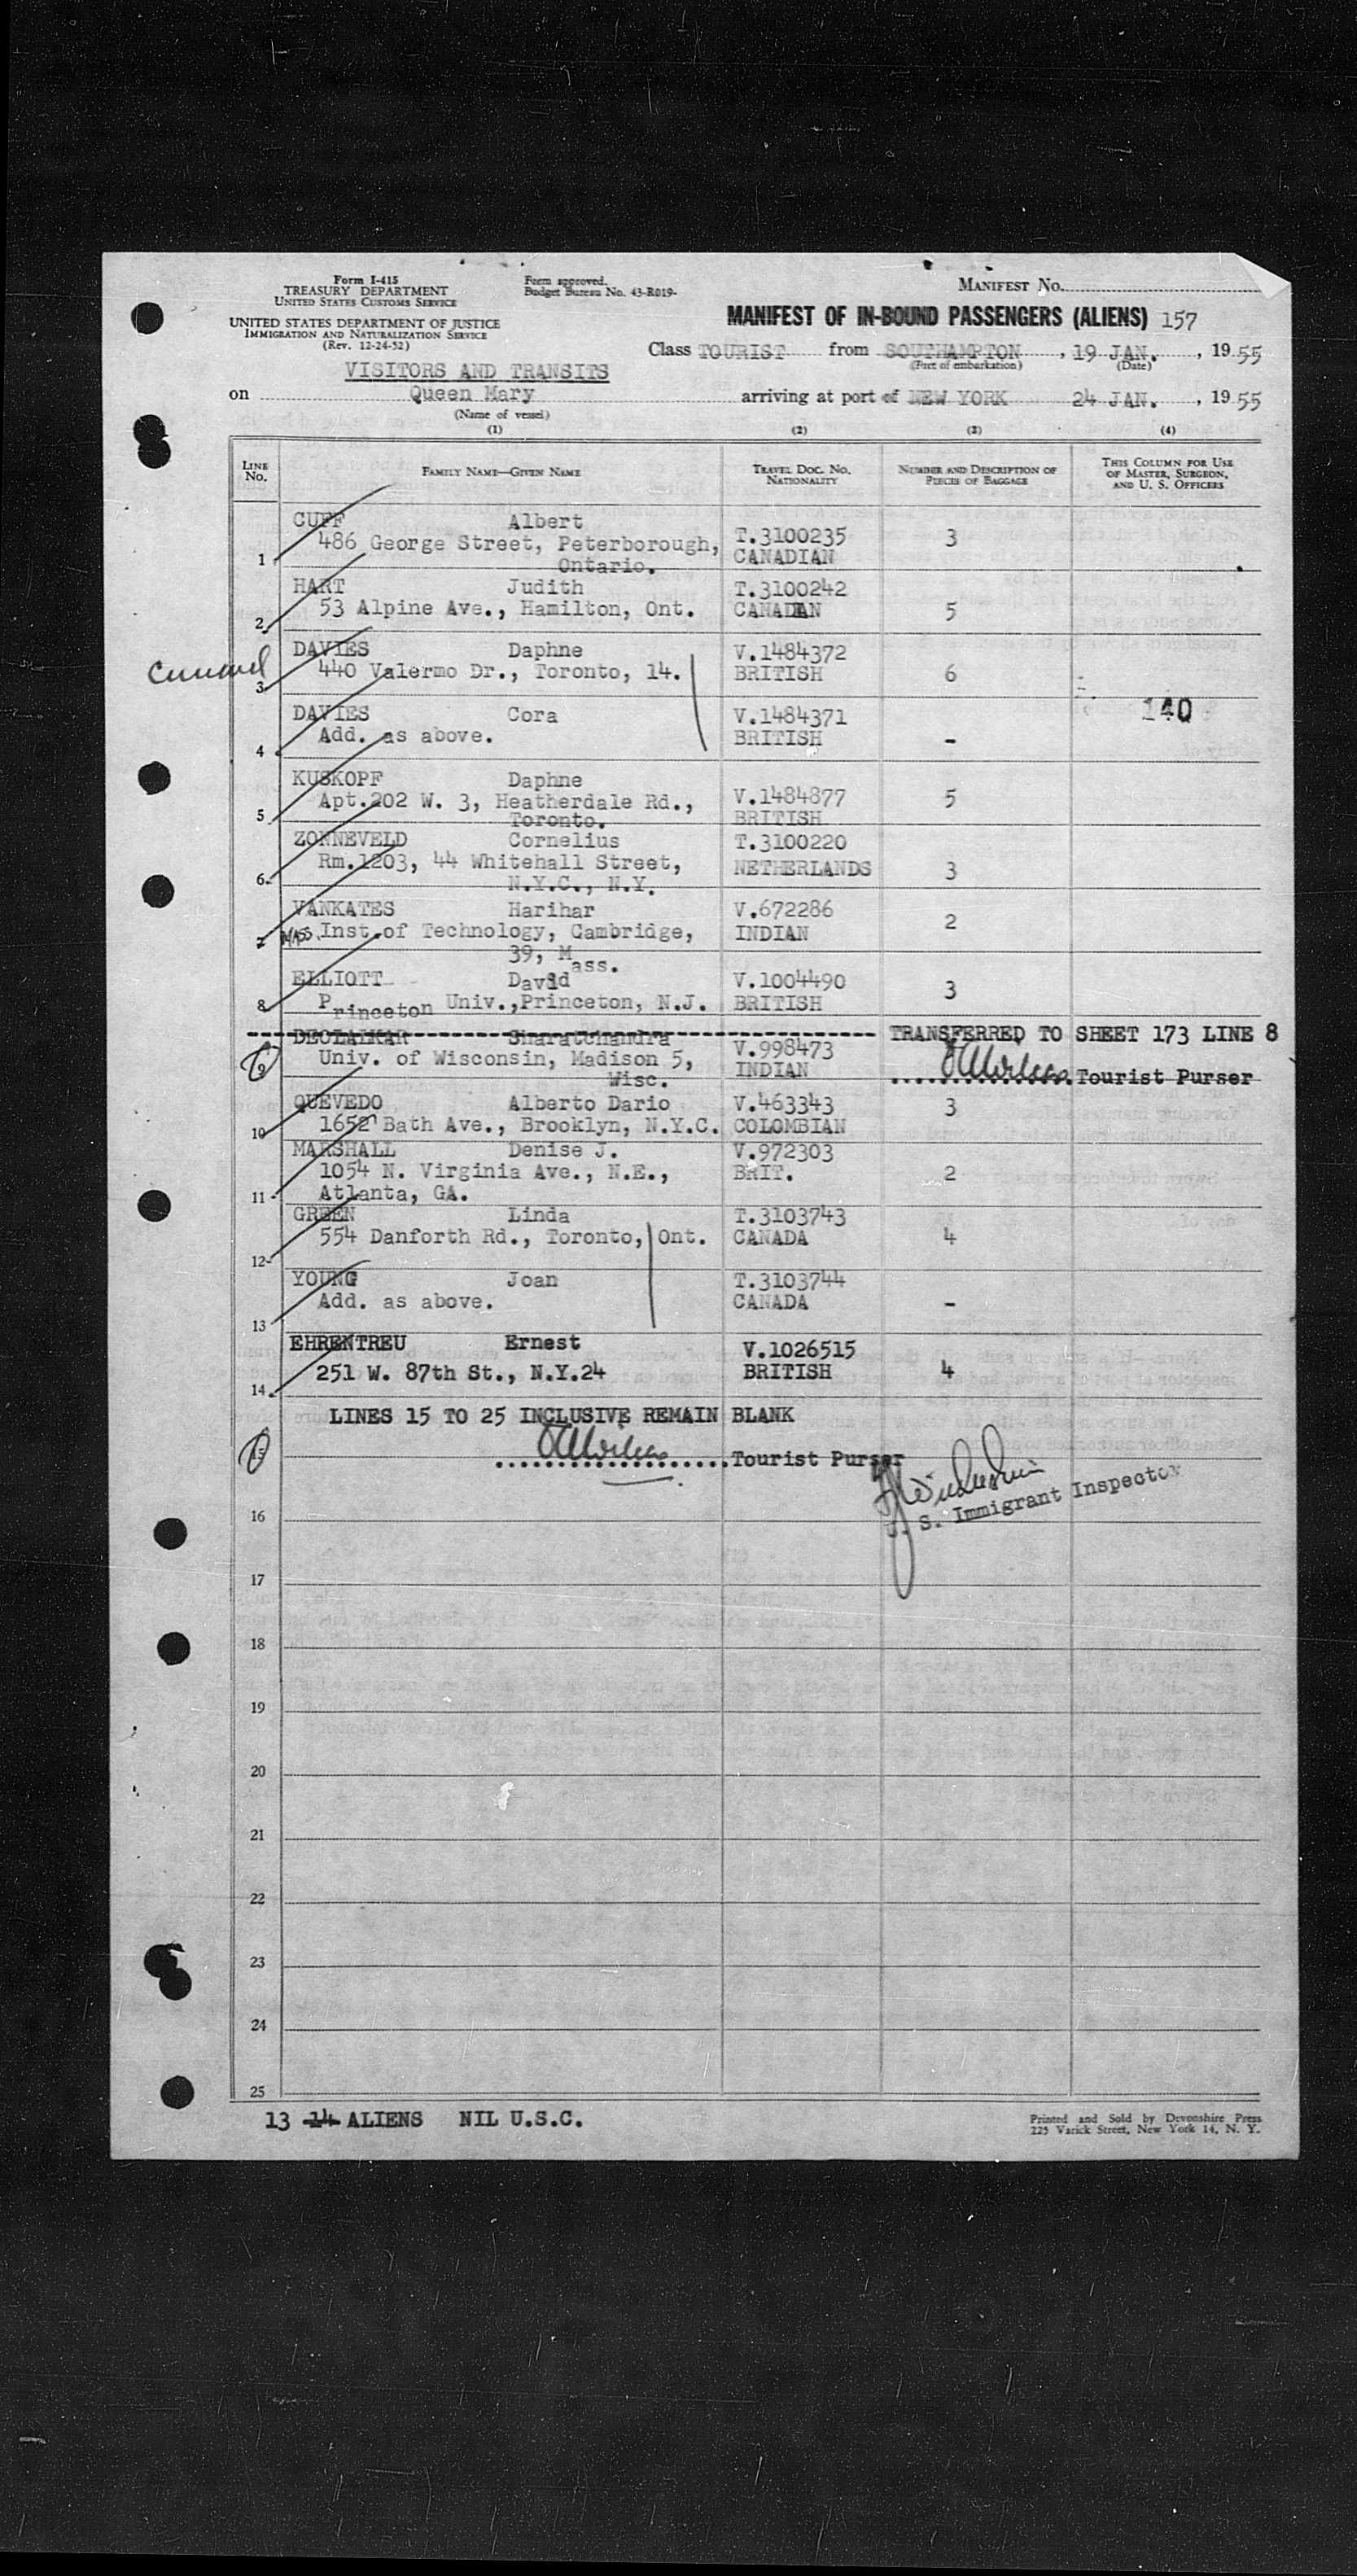 Form I-415
TREASURY DEPARTMENT
UNITED STATES CUSTOMS SERVICE
UNITED STATES DEPARTMENT OF JUSTICE
IMMIGRATION AND NATURALIZATION SERVICE
(Rev. 12-24-52)
Form approved.
Budget Bureau No. 43-R019-
MANIFEST NO.
MANIFEST OF IN-BOUND PASSENGERS (ALIENS) 157
Class TOURIST from SOUTHAMPTON, 19 JAN., 1955
(Port of embarkation) (Date)
VISITORS AND TRANSITS
on Queen Mary arriving at port of NEW YORK 24 JAN., 1955
(Name of vessel)
(1) (2) (3) (4)
LINE No. FAMILY NAME—GIVEN NAME TRAVEL DOC. NO. NATIONALITY NUMBER AND DESCRIPTION OF PIECES OF BAGGAGE THIS COLUMN FOR USE OF MASTER, SURGEON, AND U. S. OFFICERS
CUFF Albert
486 George Street, Peterborough, T.3100235 3
1 Ontario. CANADIAN
HART Judith T.3100242
2 53 Alpine Ave., Hamilton, Ont. CANADIAN 5
DAVIES Daphne V.1484372
Cunard 3 440 Valermo Dr., Toronto, 14. BRITISH 6
140
DAVIES Cora V.1484371
4 Add. as above. BRITISH -
KUSKOPF Daphne
Apt.202 W. 3, Heatherdale Rd., V.1484877 5
5 Toronto. BRITISH
ZONNEVELD Cornelius T.3100220
Rm.1203, 44 Whitehall Street, NETHERLANDS 3
6 N.Y.C., N.Y.
VANKATES Harihar V.672286 2
7 MASS. Inst.of Technology, Cambridge, INDIAN
39, Mass.
ELLIOTT David V.1004490 3
8 Princeton Univ.,Princeton, N.J. BRITISH
DEOLALKAR Sharatchandra TRANSFERRED TO SHEET 173 LINE 8
9 Univ. of Wisconsin, Madison 5, V.998473
Wisc. INDIAN Tourist Purser
QUEVEDO Alberto Dario V.463343 3
10 1652 Bath Ave., Brooklyn, N.Y.C. COLOMBIAN
MARSHALL Denise J. V.972303
1054 N. Virginia Ave., N.E., BRIT. 2
11 Atlanta, GA.
GREEN Linda T.3103743
12 554 Danforth Rd., Toronto, Ont. CANADA 4
YOUNG Joan T.3103744
13 Add. as above. CANADA -
EHRENTREU Ernest V.1026515
14 251 W. 87th St., N.Y.24 BRITISH 4
LINES 15 TO 25 INCLUSIVE REMAIN BLANK
15 Tourist Purser
U. S. Immigrant Inspector
16
17
18
19
20
21
22
23
24
25
13 14 ALIENS NIL U.S.C.
Printed and Sold by Devonshire Press
225 Varick Street, New York 14, N. Y.